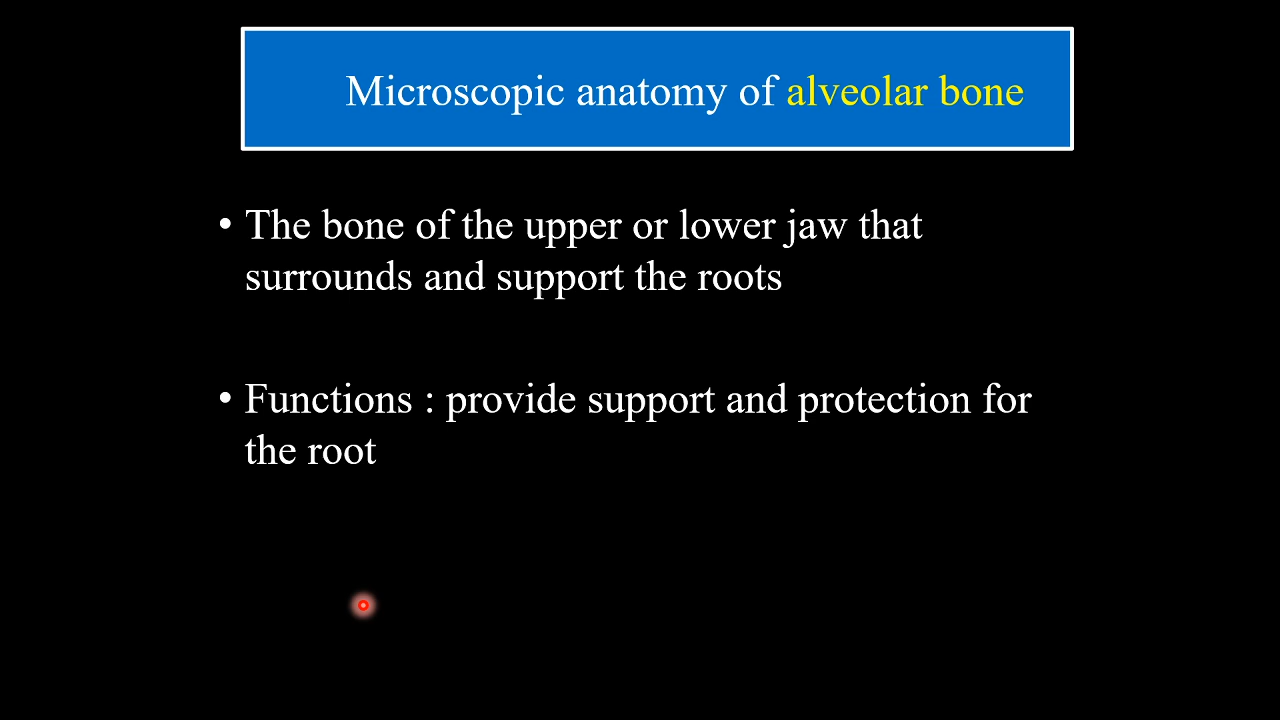 Microscopic anatomy of alveolar bone
• The bone of the upper or lower jaw that
surrounds and support the roots
• Functions : provide support and protection for
the root